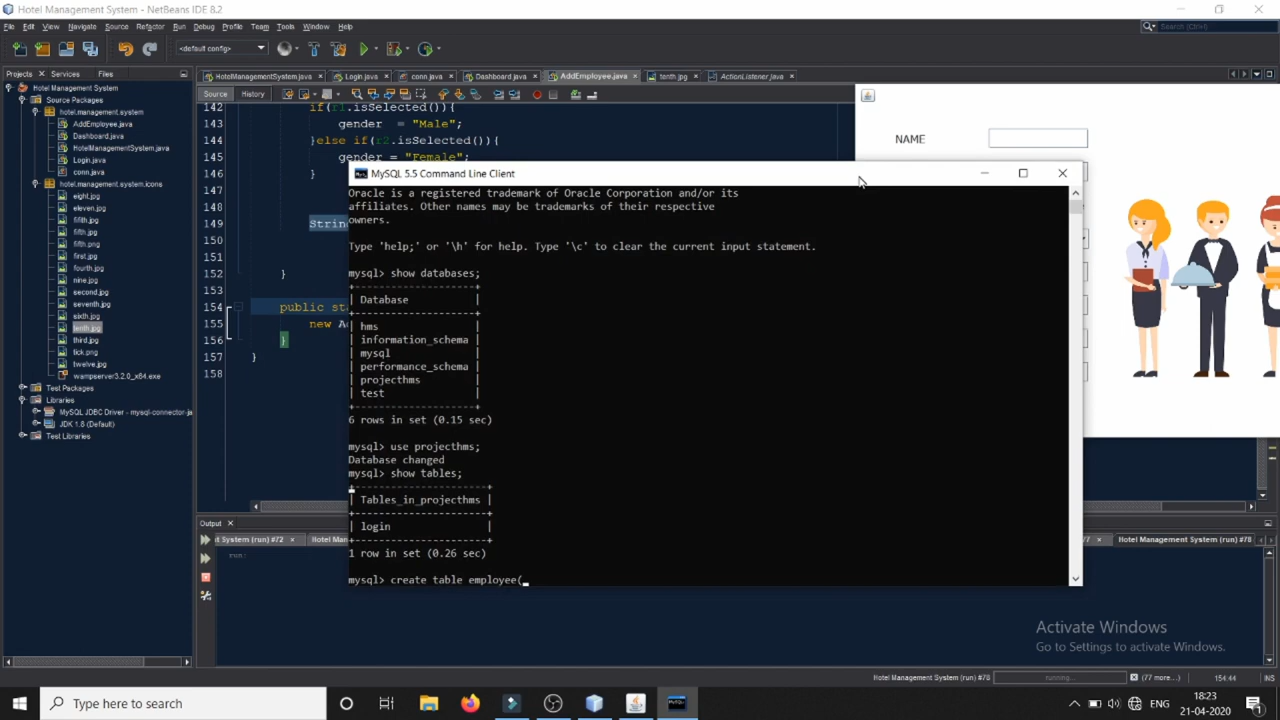 Hotel Management System - NetBeans IDE 8.2
File Edit View Navigate Source Refactor Run Debug Profile Team Tools Window Help
Search (Ctrl+I)
<default config>
Projects Services Files
HotelManagementSystem.java Login.java conn.java Dashboard.java AddEmployee.java tenth.jpg ActionListener.java
Source History
Hotel Management System
Source Packages
hotel.management.system
AddEmployee.java
Dashboard.java
HotelManagementSystem.java
Login.java
conn.java
hotel.management.system.icons
eight.jpg
eleven.jpg
fifth.jpg
fifth.png
first.jpg
fourth.jpg
nine.jpg
second.jpg
seventh.jpg
sixth.jpg
tenth.jpg
third.jpg
tick.png
twelve.jpg
wampserver3.2.0_x64.exe
Test Packages
Libraries
MySQL JDBC Driver - mysql-connector-ja
JDK 1.8 (Default)
Test Libraries
142 if(r1.isSelected()){
143 gender = "Male";
144 }else if(r2.isSelected()){
145 gender = "Female";
146 }
147
148
149 String
150
151
152 }
153
154 public sta
155 new Ad
156 }
157 }
158
NAME
MySQL 5.5 Command Line Client
Oracle is a registered trademark of Oracle Corporation and/or its
affiliates. Other names may be trademarks of their respective
owners.
Type 'help;' or '\h' for help. Type '\c' to clear the current input statement.
mysql> show databases;
+--------------------+
| Database           |
+--------------------+
| hms                |
| information_schema |
| mysql              |
| performance_schema |
| projecthms         |
| test               |
+--------------------+
6 rows in set (0.15 sec)
mysql> use projecthms;
Database changed
mysql> show tables;
+----------------------+
| Tables_in_projecthms |
+----------------------+
| login                |
+----------------------+
1 row in set (0.26 sec)
mysql> create table employee(
Output
t System (run) #72 Hotel Man 7 Hotel Management System (run) #78
run:
Activate Windows
Go to Settings to activate Windows.
Hotel Management System (run) #78 running... (77 more...) 154:44 INS
Type here to search
ENG
18:23
21-04-2020
1